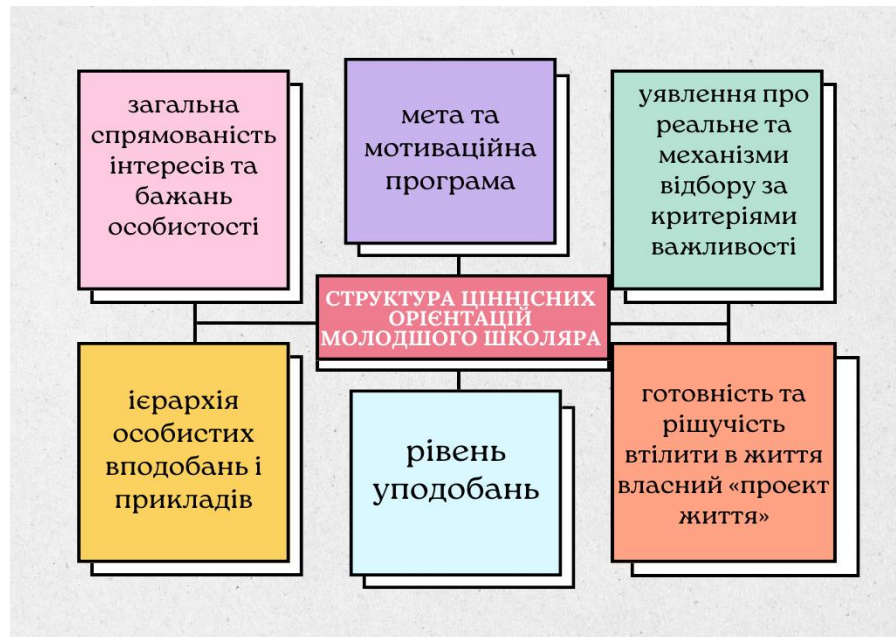 загальна
спрямованість
інтересів та
бажань
особистості
мета та
мотиваційна
програма
уявлення про
реальне та
механізми
відбору за
критеріями
важливості
СТРУКТУРА ЦІННІСНИХ
ОРІЄНТАЦІЙ
МОЛОДШОГО ШКОЛЯРА
ієрархія
особистих
вподобань і
прикладів
рівень
уподобань
готовність та
рішучість
втілити в життя
власний «проект
життя»